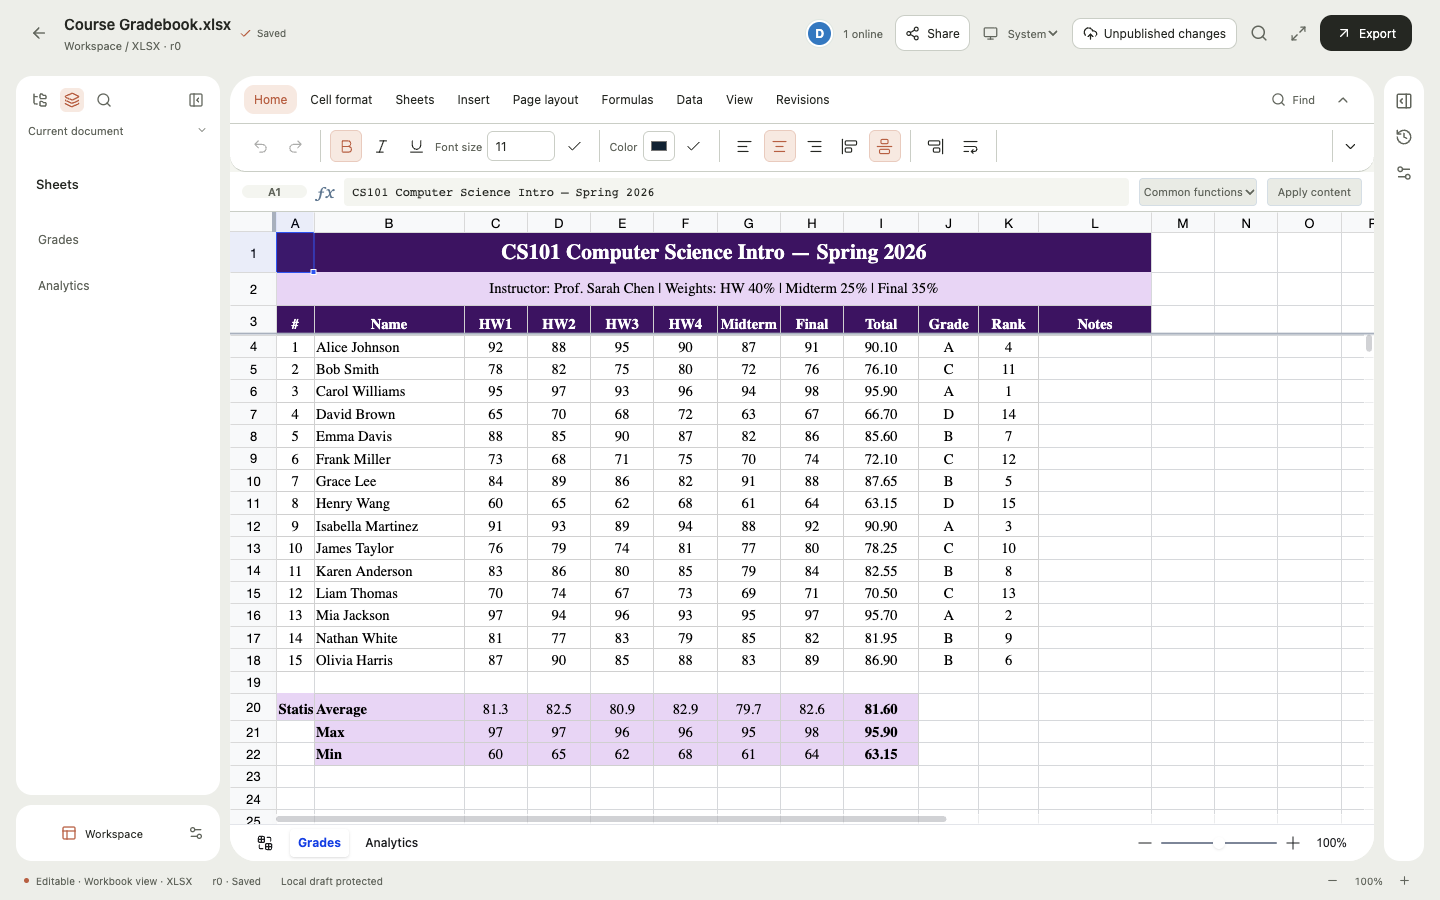 Course Gradebook.xlsx
Saved
Workspace / XLSX · r0
D
1 online
Share
System
Unpublished changes
Export
Current document
Sheets
Grades
Analytics
Workspace
Home Cell format Sheets Insert Page layout Formulas Data View Revisions
Find
B I U Font size 11
Color
A1 fx CS101 Computer Science Intro — Spring 2026
Common functions
Apply content
A B C D E F G H I J K L M N O
1 CS101 Computer Science Intro — Spring 2026
2 Instructor: Prof. Sarah Chen | Weights: HW 40% | Midterm 25% | Final 35%
3 # Name HW1 HW2 HW3 HW4 Midterm Final Total Grade Rank Notes
4 1 Alice Johnson 92 88 95 90 87 91 90.10 A 4
5 2 Bob Smith 78 82 75 80 72 76 76.10 C 11
6 3 Carol Williams 95 97 93 96 94 98 95.90 A 1
7 4 David Brown 65 70 68 72 63 67 66.70 D 14
8 5 Emma Davis 88 85 90 87 82 86 85.60 B 7
9 6 Frank Miller 73 68 71 75 70 74 72.10 C 12
10 7 Grace Lee 84 89 86 82 91 88 87.65 B 5
11 8 Henry Wang 60 65 62 68 61 64 63.15 D 15
12 9 Isabella Martinez 91 93 89 94 88 92 90.90 A 3
13 10 James Taylor 76 79 74 81 77 80 78.25 C 10
14 11 Karen Anderson 83 86 80 85 79 84 82.55 B 8
15 12 Liam Thomas 70 74 67 73 69 71 70.50 C 13
16 13 Mia Jackson 97 94 96 93 95 97 95.70 A 2
17 14 Nathan White 81 77 83 79 85 82 81.95 B 9
18 15 Olivia Harris 87 90 85 88 83 89 86.90 B 6
19
20 Statis Average 81.3 82.5 80.9 82.9 79.7 82.6 81.60
21 Max 97 97 96 96 95 98 95.90
22 Min 60 65 62 68 61 64 63.15
23
24
25
Grades Analytics
100%
Editable · Workbook view · XLSX r0 · Saved Local draft protected
100%